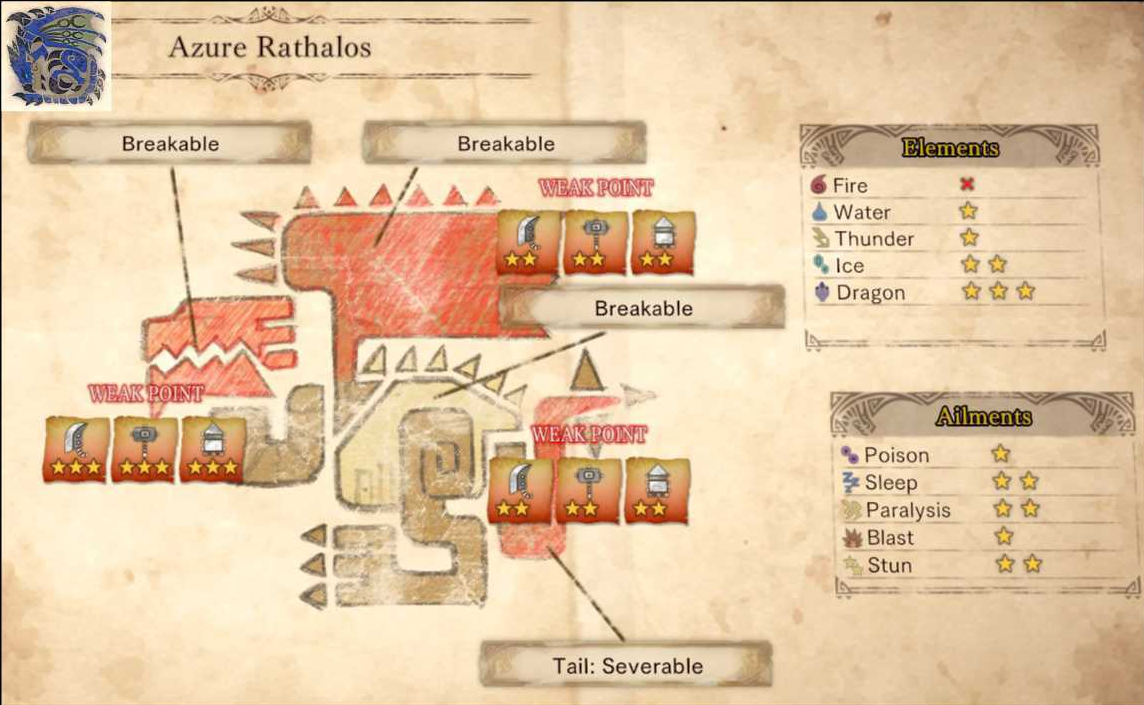 Azure Rathalos
Breakable
Breakable
WEAK POINT
Breakable
WEAK POINT
WEAK POINT
Tail: Severable
Elements
Fire
Water
Thunder
Ice
Dragon
Ailments
Poison
Sleep
Paralysis
Blast
Stun